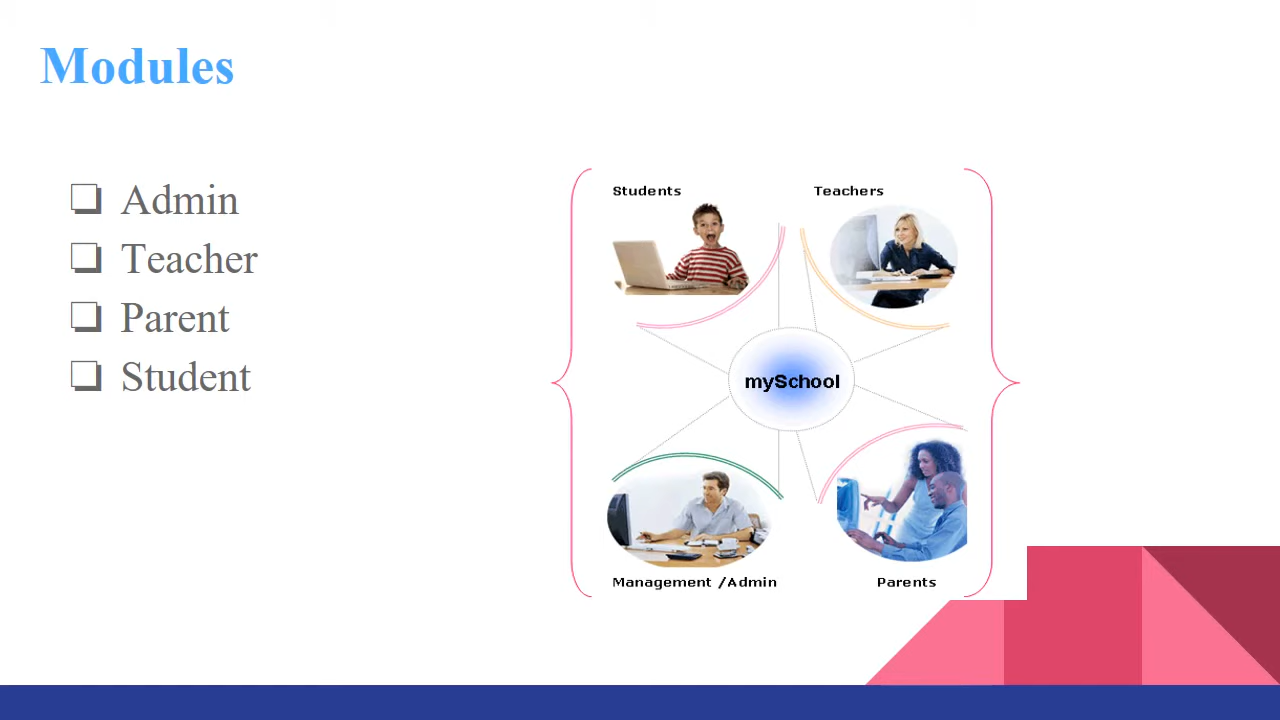 Modules
❏ Admin
❏ Teacher
❏ Parent
❏ Student
Students
Teachers
mySchool
Management /Admin
Parents